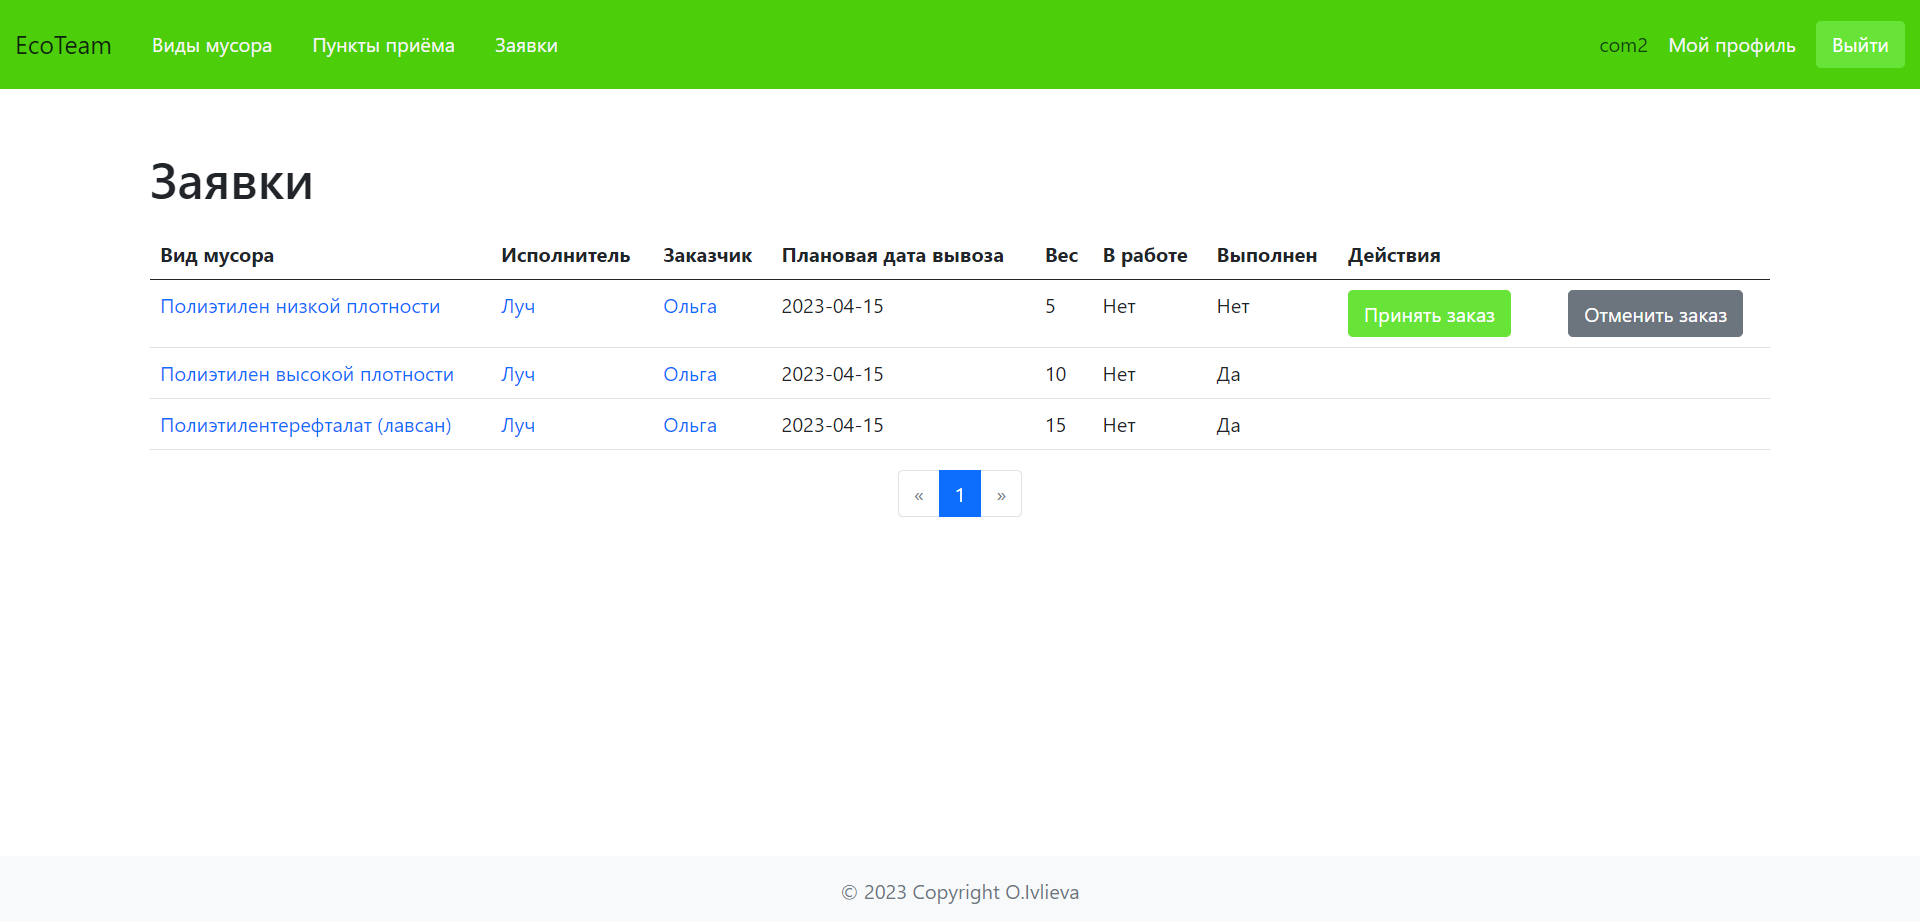 EcoTeam Виды мусора Пункты приёма Заявки com2 Мой профиль Выйти
Заявки
Вид мусора Исполнитель Заказчик Плановая дата вывоза Вес В работе Выполнен Действия
Полиэтилен низкой плотности Луч Ольга 2023-04-15 5 Нет Нет Принять заказ Отменить заказ
Полиэтилен высокой плотности Луч Ольга 2023-04-15 10 Нет Да
Полиэтилентерефталат (лавсан) Луч Ольга 2023-04-15 15 Нет Да
« 1 »
© 2023 Copyright O.Ivlieva